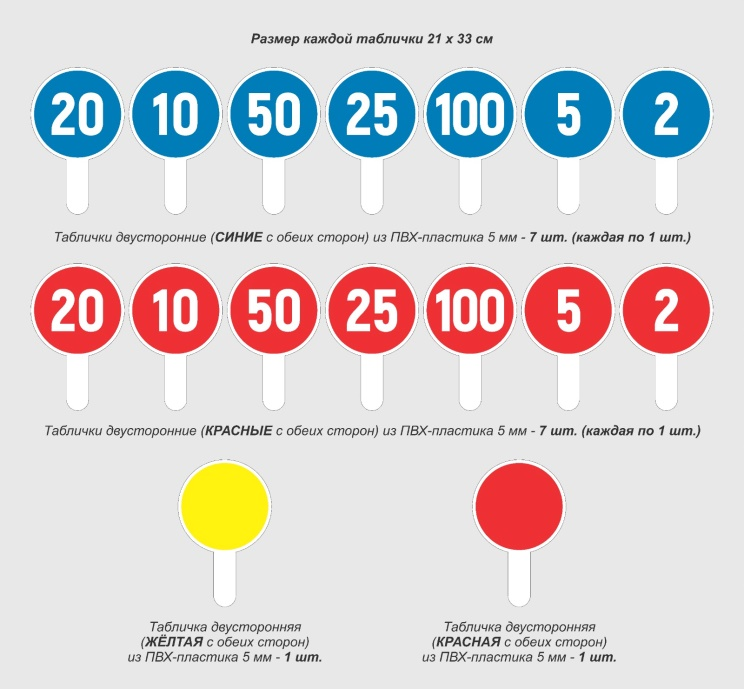 Размер каждой таблички 21 х 33 см
20 10 50 25 100 5 2
Таблички двусторонние (СИНИЕ с обеих сторон) из ПВХ-пластика 5 мм - 7 шт. (каждая по 1 шт.)
20 10 50 25 100 5 2
Таблички двусторонние (КРАСНЫЕ с обеих сторон) из ПВХ-пластика 5 мм - 7 шт. (каждая по 1 шт.)
Табличка двусторонняя
(ЖЁЛТАЯ с обеих сторон)
из ПВХ-пластика 5 мм - 1 шт.
Табличка двусторонняя
(КРАСНАЯ с обеих сторон)
из ПВХ-пластика 5 мм - 1 шт.